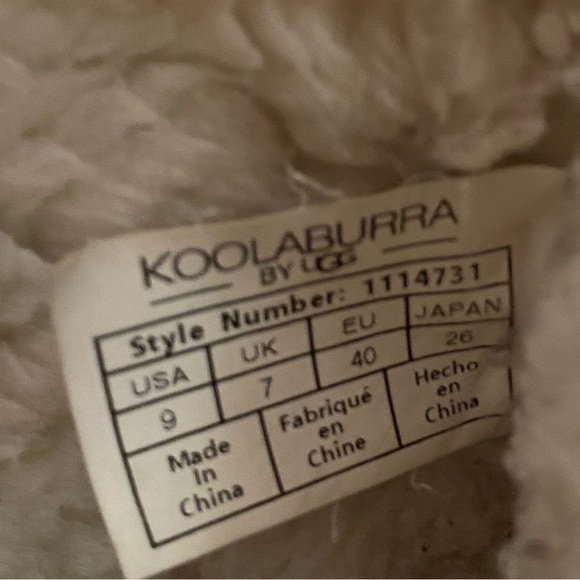 KOOLABURRA
BY UGG
Style Number: 1114731
USA UK EU JAPAN
9 7 40 26
Made In China
Fabriqué en Chine
Hecho en China